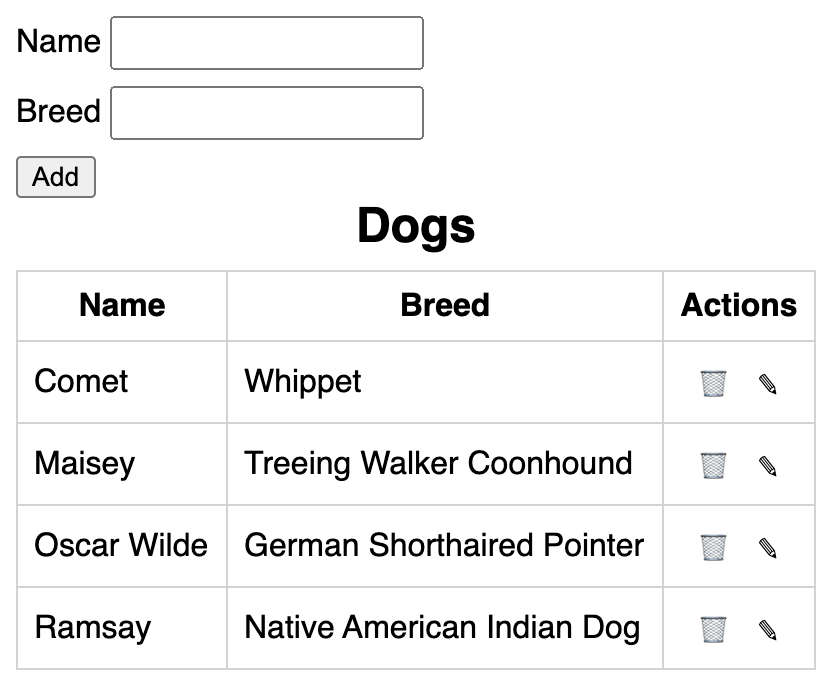 Name
Breed
Add
Dogs
Name Breed Actions
Comet Whippet
Maisey Treeing Walker Coonhound
Oscar Wilde German Shorthaired Pointer
Ramsay Native American Indian Dog